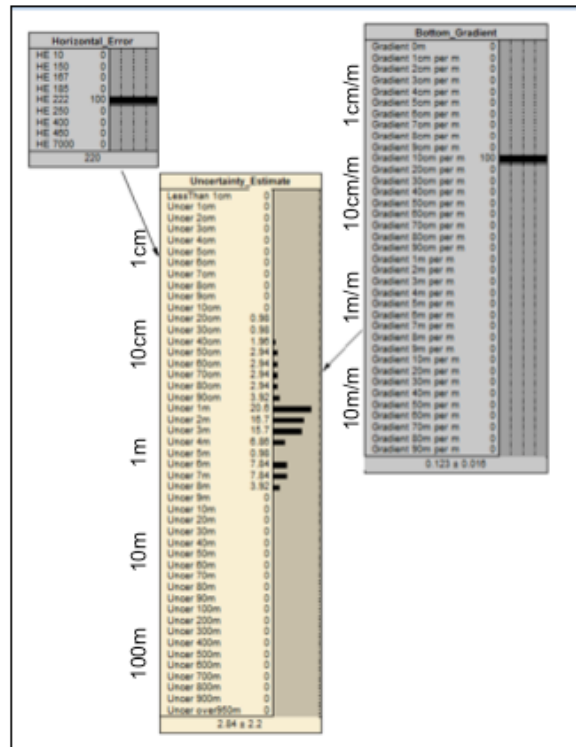 Horizontal_Error
HE 10 0
HE 150 0
HE 167 0
HE 185 0
HE 222 100
HE 250 0
HE 400 0
HE 460 0
HE 7000 0
220
Bottom_Gradient
Gradient 0m 0
Gradient 1cm per m 0
Gradient 2cm per m 0
Gradient 3cm per m 0
Gradient 4cm per m 0
Gradient 5cm per m 0
Gradient 6cm per m 0
Gradient 7cm per m 0
Gradient 8cm per m 0
Gradient 9cm per m 0
Gradient 10cm per m 100
Gradient 20cm per m 0
Gradient 30cm per m 0
Gradient 40cm per m 0
Gradient 50cm per m 0
Gradient 60cm per m 0
Gradient 70cm per m 0
Gradient 80cm per m 0
Gradient 90cm per m 0
Gradient 1m per m 0
Gradient 2m per m 0
Gradient 3m per m 0
Gradient 4m per m 0
Gradient 5m per m 0
Gradient 6m per m 0
Gradient 7m per m 0
Gradient 8m per m 0
Gradient 9m per m 0
Gradient 10m per m 0
Gradient 20m per m 0
Gradient 30m per m 0
Gradient 40m per m 0
Gradient 50m per m 0
Gradient 60m per m 0
Gradient 70m per m 0
Gradient 80m per m 0
Gradient 90m per m 0
0.123 ± 0.016
1cm/m
10cm/m
1m/m
10m/m
Uncertainty_Estimate
LessThan 1cm 0
Uncer 1cm 0
Uncer 2cm 0
Uncer 3cm 0
Uncer 4cm 0
Uncer 5cm 0
Uncer 6cm 0
Uncer 7cm 0
Uncer 8cm 0
Uncer 9cm 0
Uncer 10cm 0
Uncer 20cm 0.98
Uncer 30cm 0.98
Uncer 40cm 1.96
Uncer 50cm 2.94
Uncer 60cm 2.94
Uncer 70cm 2.94
Uncer 80cm 2.94
Uncer 90cm 3.92
Uncer 1m 20.6
Uncer 2m 16.7
Uncer 3m 15.7
Uncer 4m 6.86
Uncer 5m 0.98
Uncer 6m 7.84
Uncer 7m 7.84
Uncer 8m 3.92
Uncer 9m 0
Uncer 10m 0
Uncer 20m 0
Uncer 30m 0
Uncer 40m 0
Uncer 50m 0
Uncer 60m 0
Uncer 70m 0
Uncer 80m 0
Uncer 90m 0
Uncer 100m 0
Uncer 200m 0
Uncer 300m 0
Uncer 400m 0
Uncer 500m 0
Uncer 600m 0
Uncer 700m 0
Uncer 800m 0
Uncer 900m 0
Uncer over950m 0
2.84 ± 2.2
1cm
10cm
1m
10m
100m